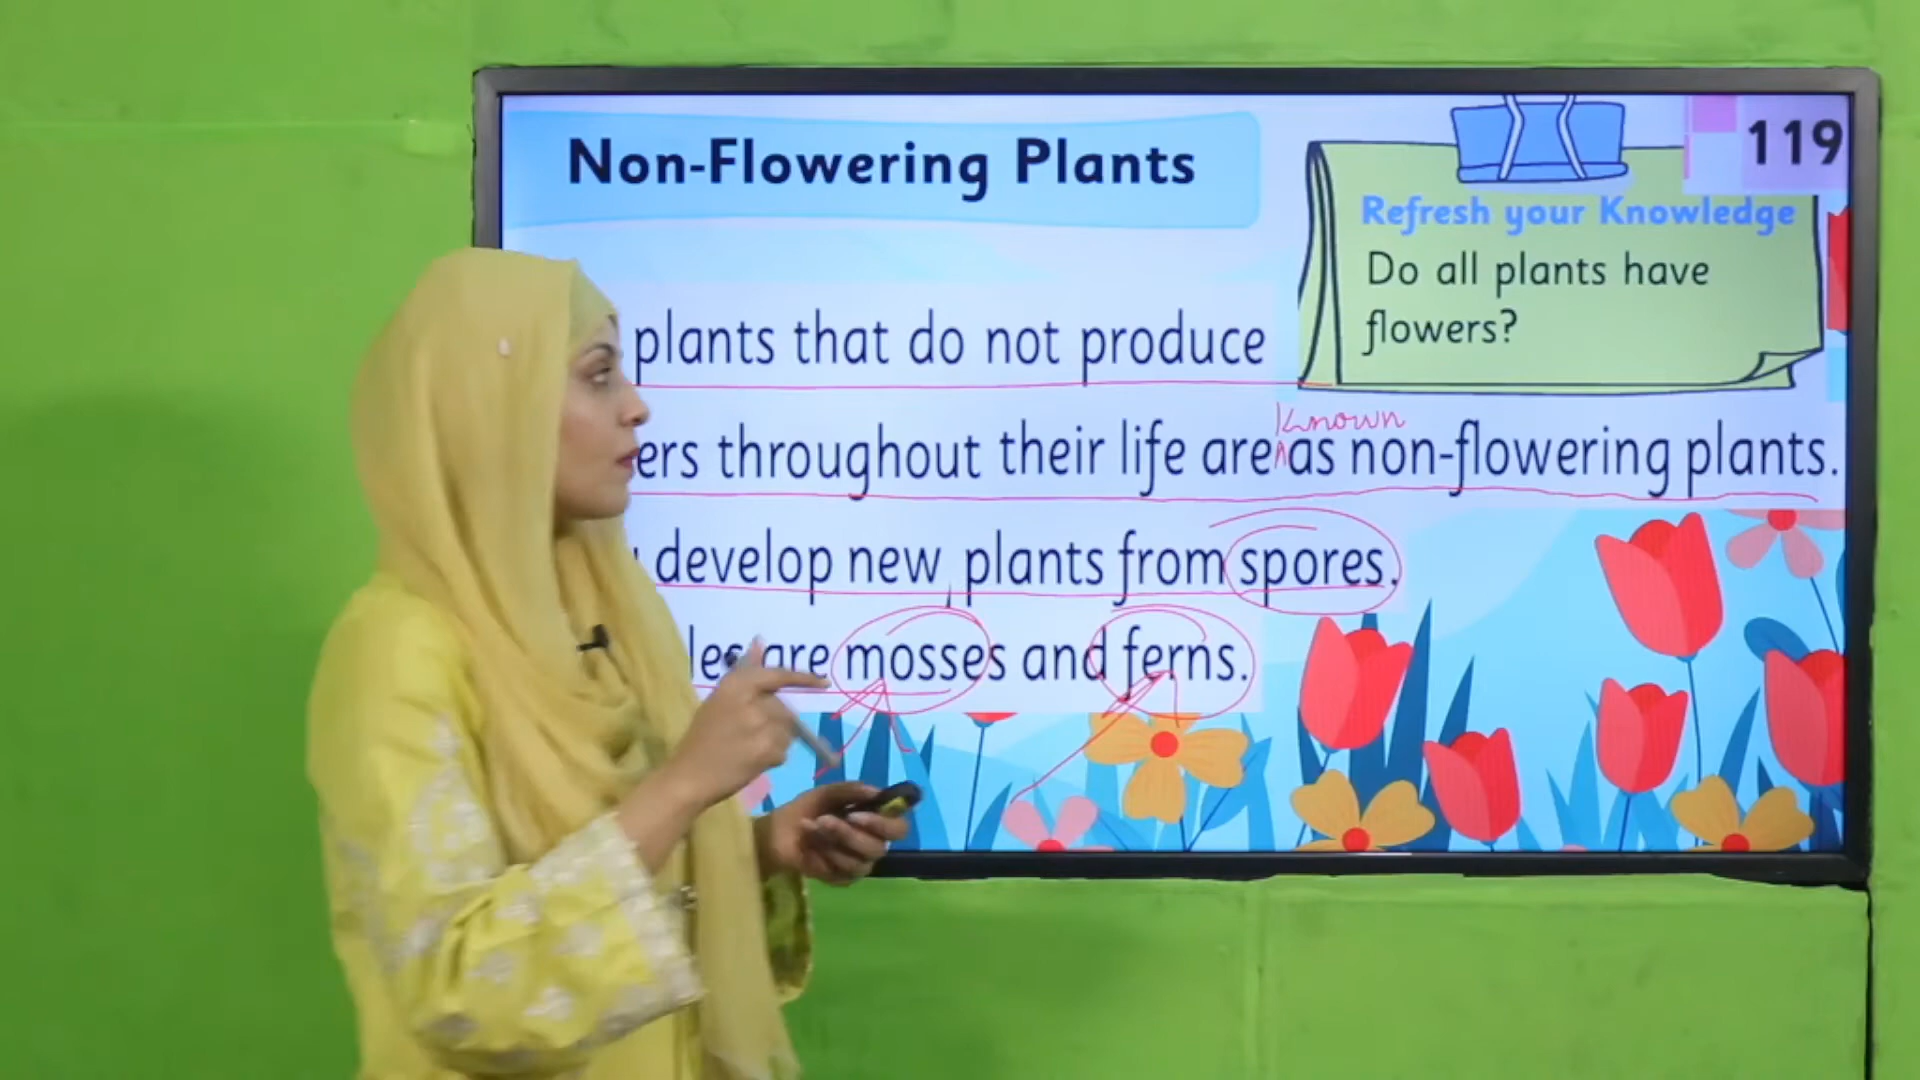 Non-Flowering Plants
119
Refresh your Knowledge
Do all plants have
flowers?
plants that do not produce
Known
ers throughout their life are as non-flowering plants.
develop new plants from spores.
les are mosses and ferns.